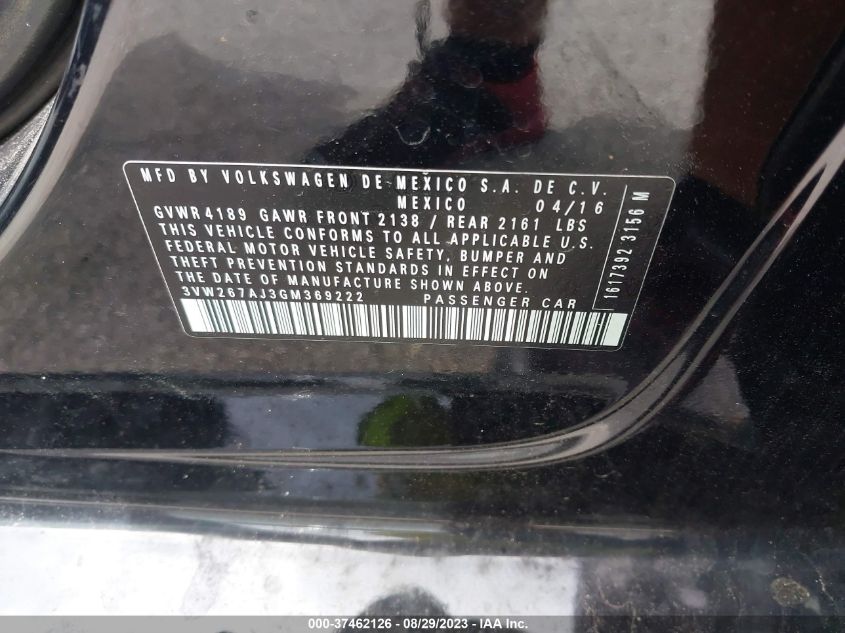 MFD BY VOLKSWAGEN DE MEXICO S.A. DE C.V.
MEXICO 04/16
GVWR 4189 GAWR FRONT 2138 / REAR 2161 LBS
THIS VEHICLE CONFORMS TO ALL APPLICABLE U.S.
FEDERAL MOTOR VEHICLE SAFETY, BUMPER AND
THEFT PREVENTION STANDARDS IN EFFECT ON
THE DATE OF MANUFACTURE SHOWN ABOVE.
3VW267AJ3GM369222 PASSENGER CAR
1617392 3156 M
000-37462126 - 08/29/2023 - IAA Inc.